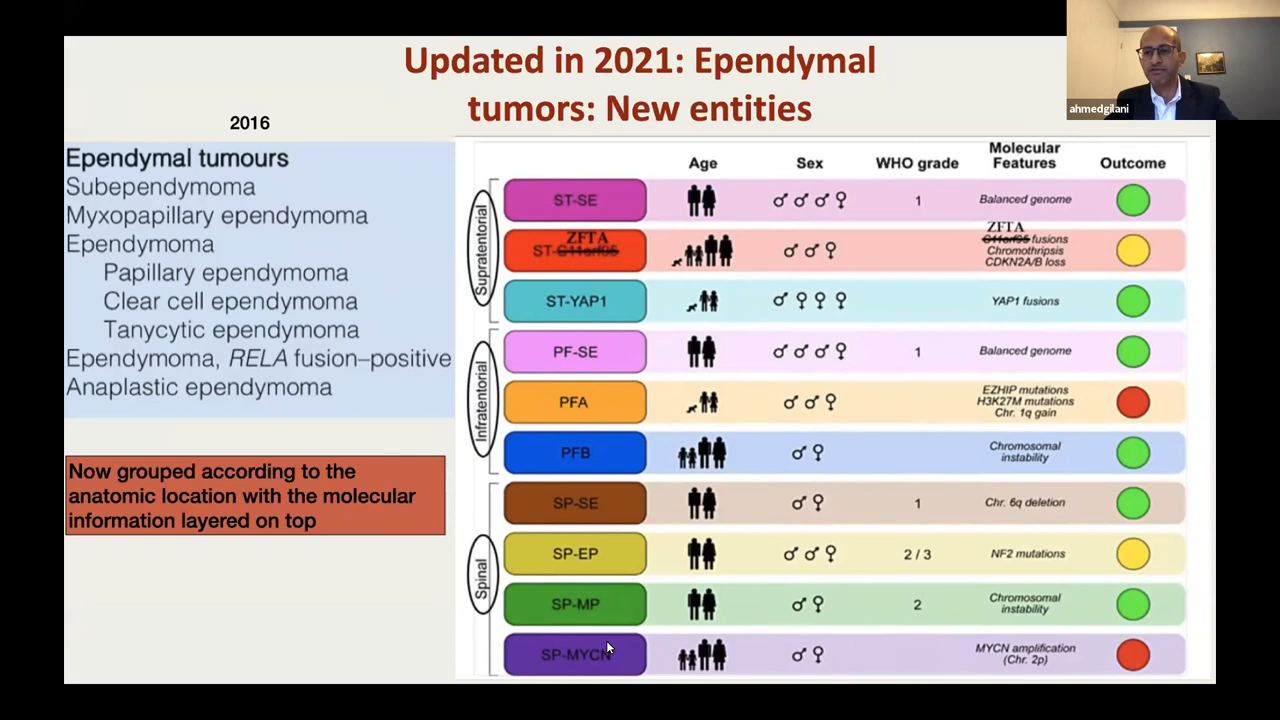 Updated in 2021: Ependymal
tumors: New entities
ahmedgilani
2016
Ependymal tumours
Subependymoma
Myxopapillary ependymoma
Ependymoma
Papillary ependymoma
Clear cell ependymoma
Tanycytic ependymoma
Ependymoma, RELA fusion–positive
Anaplastic ependymoma
Now grouped according to the
anatomic location with the molecular
information layered on top
Age Sex WHO grade Molecular Features Outcome
Supratentorial
ST-SE 1 Balanced genome
ZFTA ZFTA
ST-C11orf95 C11orf95 fusions
Chromothripsis
CDKN2A/B loss
ST-YAP1 YAP1 fusions
Infratentorial
PF-SE 1 Balanced genome
PFA EZHIP mutations
H3K27M mutations
Chr. 1q gain
PFB Chromosomal
instability
Spinal
SP-SE 1 Chr. 6q deletion
SP-EP 2 / 3 NF2 mutations
SP-MP 2 Chromosomal
instability
SP-MYCN MYCN amplification
(Chr. 2p)